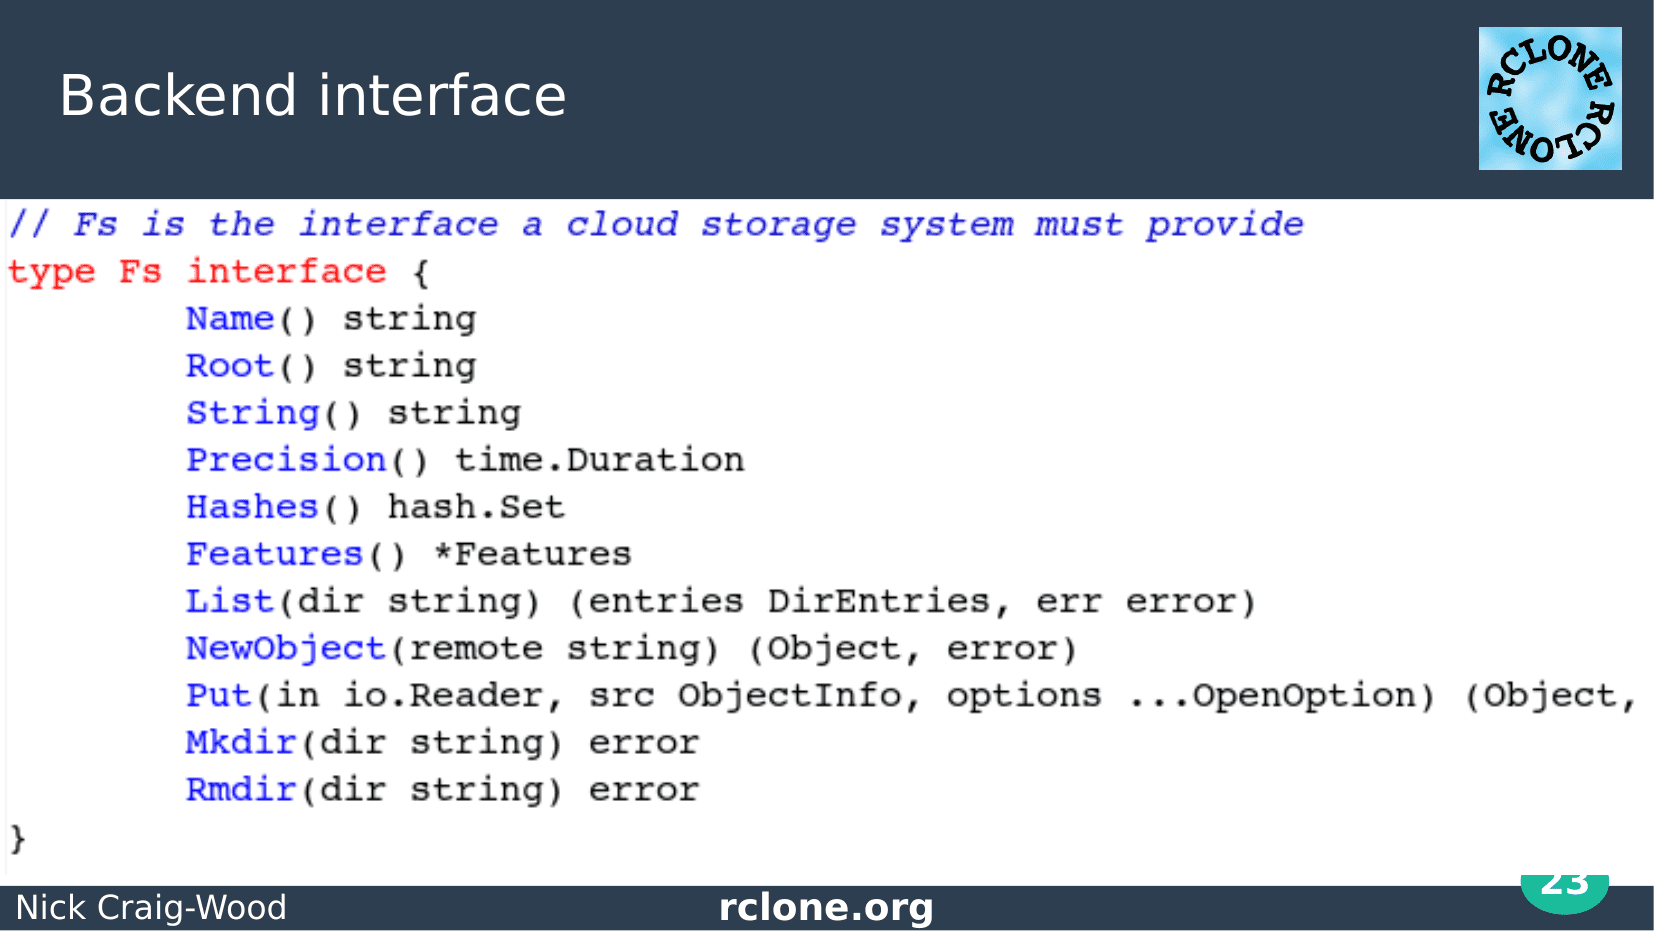 Backend interface
RCLONE RCLONE
// Fs is the interface a cloud storage system must provide
type Fs interface {
        Name() string
        Root() string
        String() string
        Precision() time.Duration
        Hashes() hash.Set
        Features() *Features
        List(dir string) (entries DirEntries, err error)
        NewObject(remote string) (Object, error)
        Put(in io.Reader, src ObjectInfo, options ...OpenOption) (Object,
        Mkdir(dir string) error
        Rmdir(dir string) error
}
Nick Craig-Wood
rclone.org
23